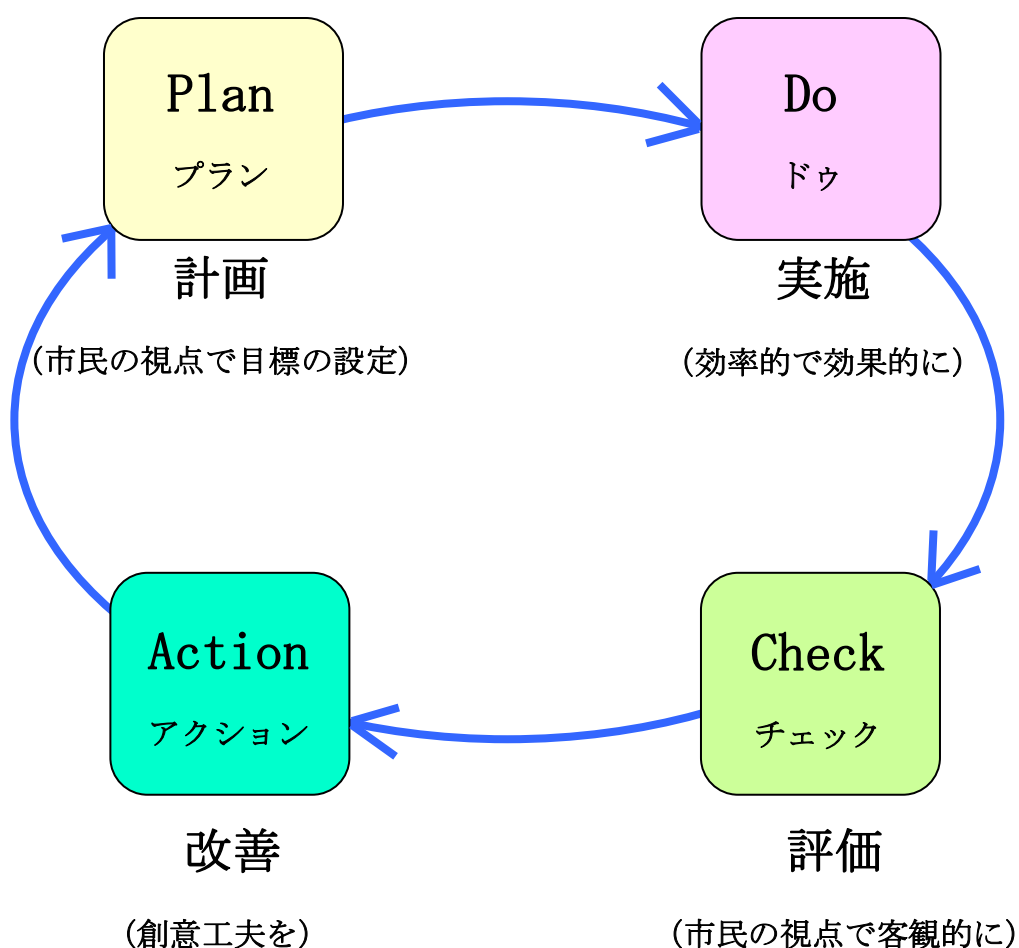 Plan
プラン
計画
(市民の視点で目標の設定)
Do
ドゥ
実施
(効率的で効果的に)
Check
チェック
評価
(市民の視点で客観的に)
Action
アクション
改善
(創意工夫を)